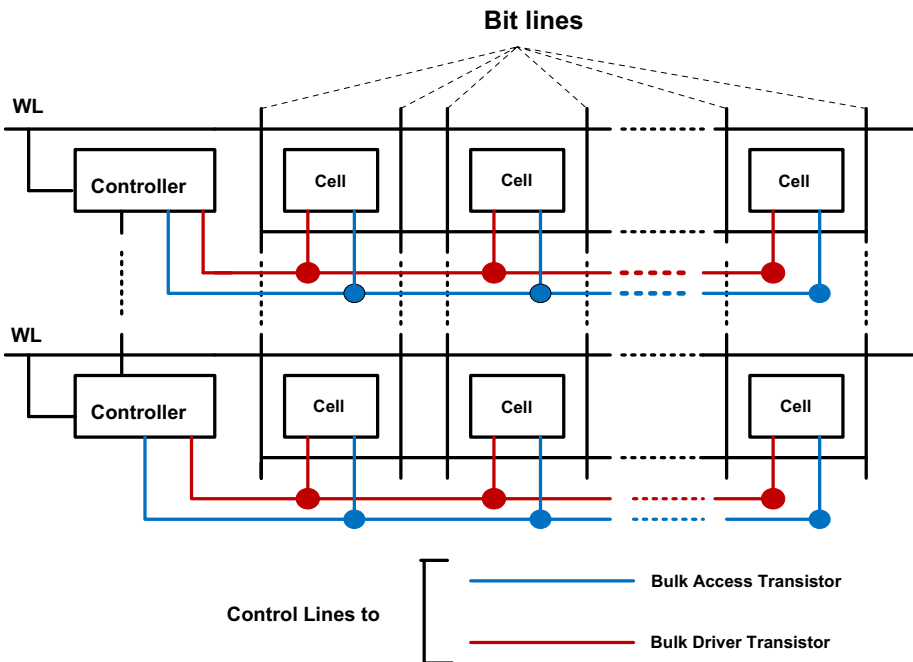 Bit lines
WL
Controller
Cell
Cell
Cell
WL
Controller
Cell
Cell
Cell
Control Lines to
Bulk Access Transistor
Bulk Driver Transistor